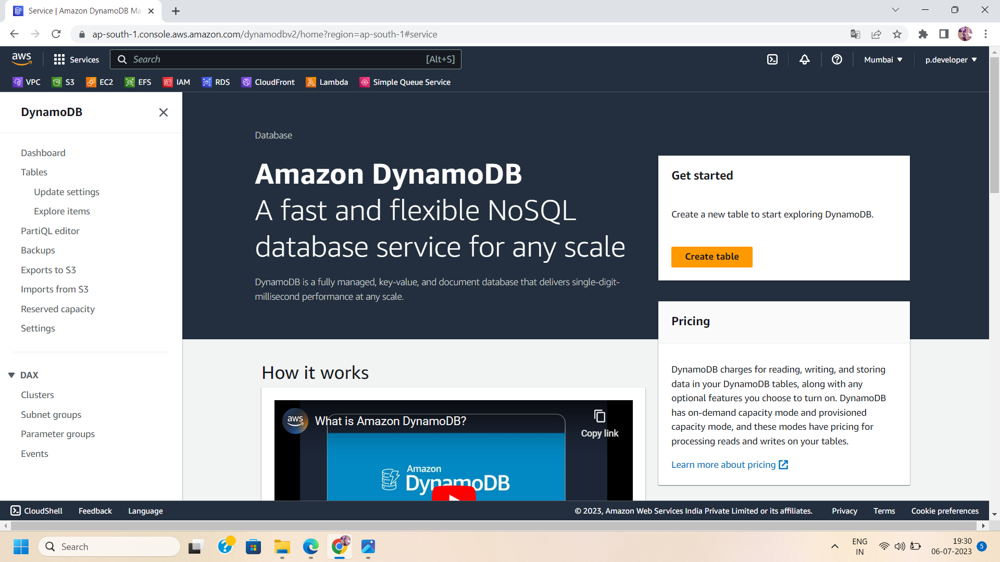 Service | Amazon DynamoDB Ma
ap-south-1.console.aws.amazon.com/dynamodbv2/home?region=ap-south-1#service
aws
Services
Search
[Alt+S]
Mumbai
p.developer
VPC
S3
EC2
EFS
IAM
RDS
CloudFront
Lambda
Simple Queue Service
DynamoDB
Dashboard
Tables
Update settings
Explore items
PartiQL editor
Backups
Exports to S3
Imports from S3
Reserved capacity
Settings
DAX
Clusters
Subnet groups
Parameter groups
Events
Database
Amazon DynamoDB
A fast and flexible NoSQL
database service for any scale
DynamoDB is a fully managed, key-value, and document database that delivers single-digit-
millisecond performance at any scale.
Get started
Create a new table to start exploring DynamoDB.
Create table
Pricing
DynamoDB charges for reading, writing, and storing
data in your DynamoDB tables, along with any
optional features you choose to turn on. DynamoDB
has on-demand capacity mode and provisioned
capacity mode, and these modes have pricing for
processing reads and writes on your tables.
Learn more about pricing
How it works
aws
What is Amazon DynamoDB?
Copy link
Amazon
DynamoDB
CloudShell
Feedback
Language
© 2023, Amazon Web Services India Private Limited or its affiliates.
Privacy
Terms
Cookie preferences
Search
ENG
IN
19:30
06-07-2023
5